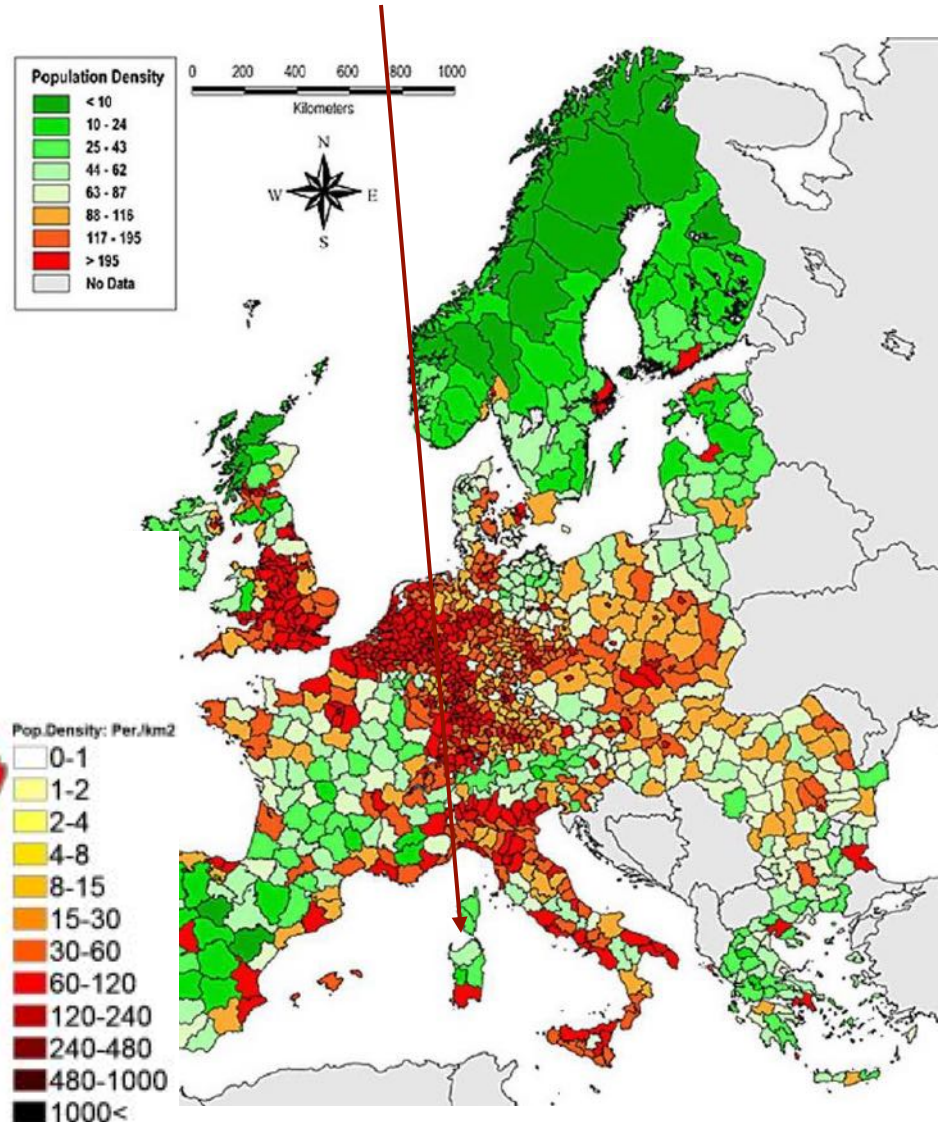 Population Density
< 10
10 - 24
25 - 43
44 - 62
63 - 87
88 - 116
117 - 195
> 195
No Data
0 200 400 600 800 1000
Kilometers
N
W E
S
Pop.Density: Per./km2
0-1
1-2
2-4
4-8
8-15
15-30
30-60
60-120
120-240
240-480
480-1000
1000<